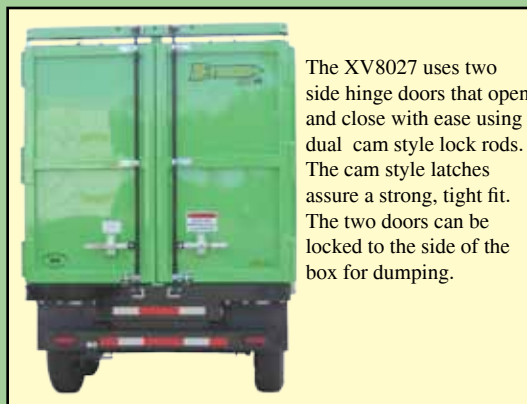 The XV8027 uses two
side hinge doors that open
and close with ease using
dual  cam style lock rods.
The cam style latches
assure a strong, tight fit.
The two doors can be
locked to the side of the
box for dumping.